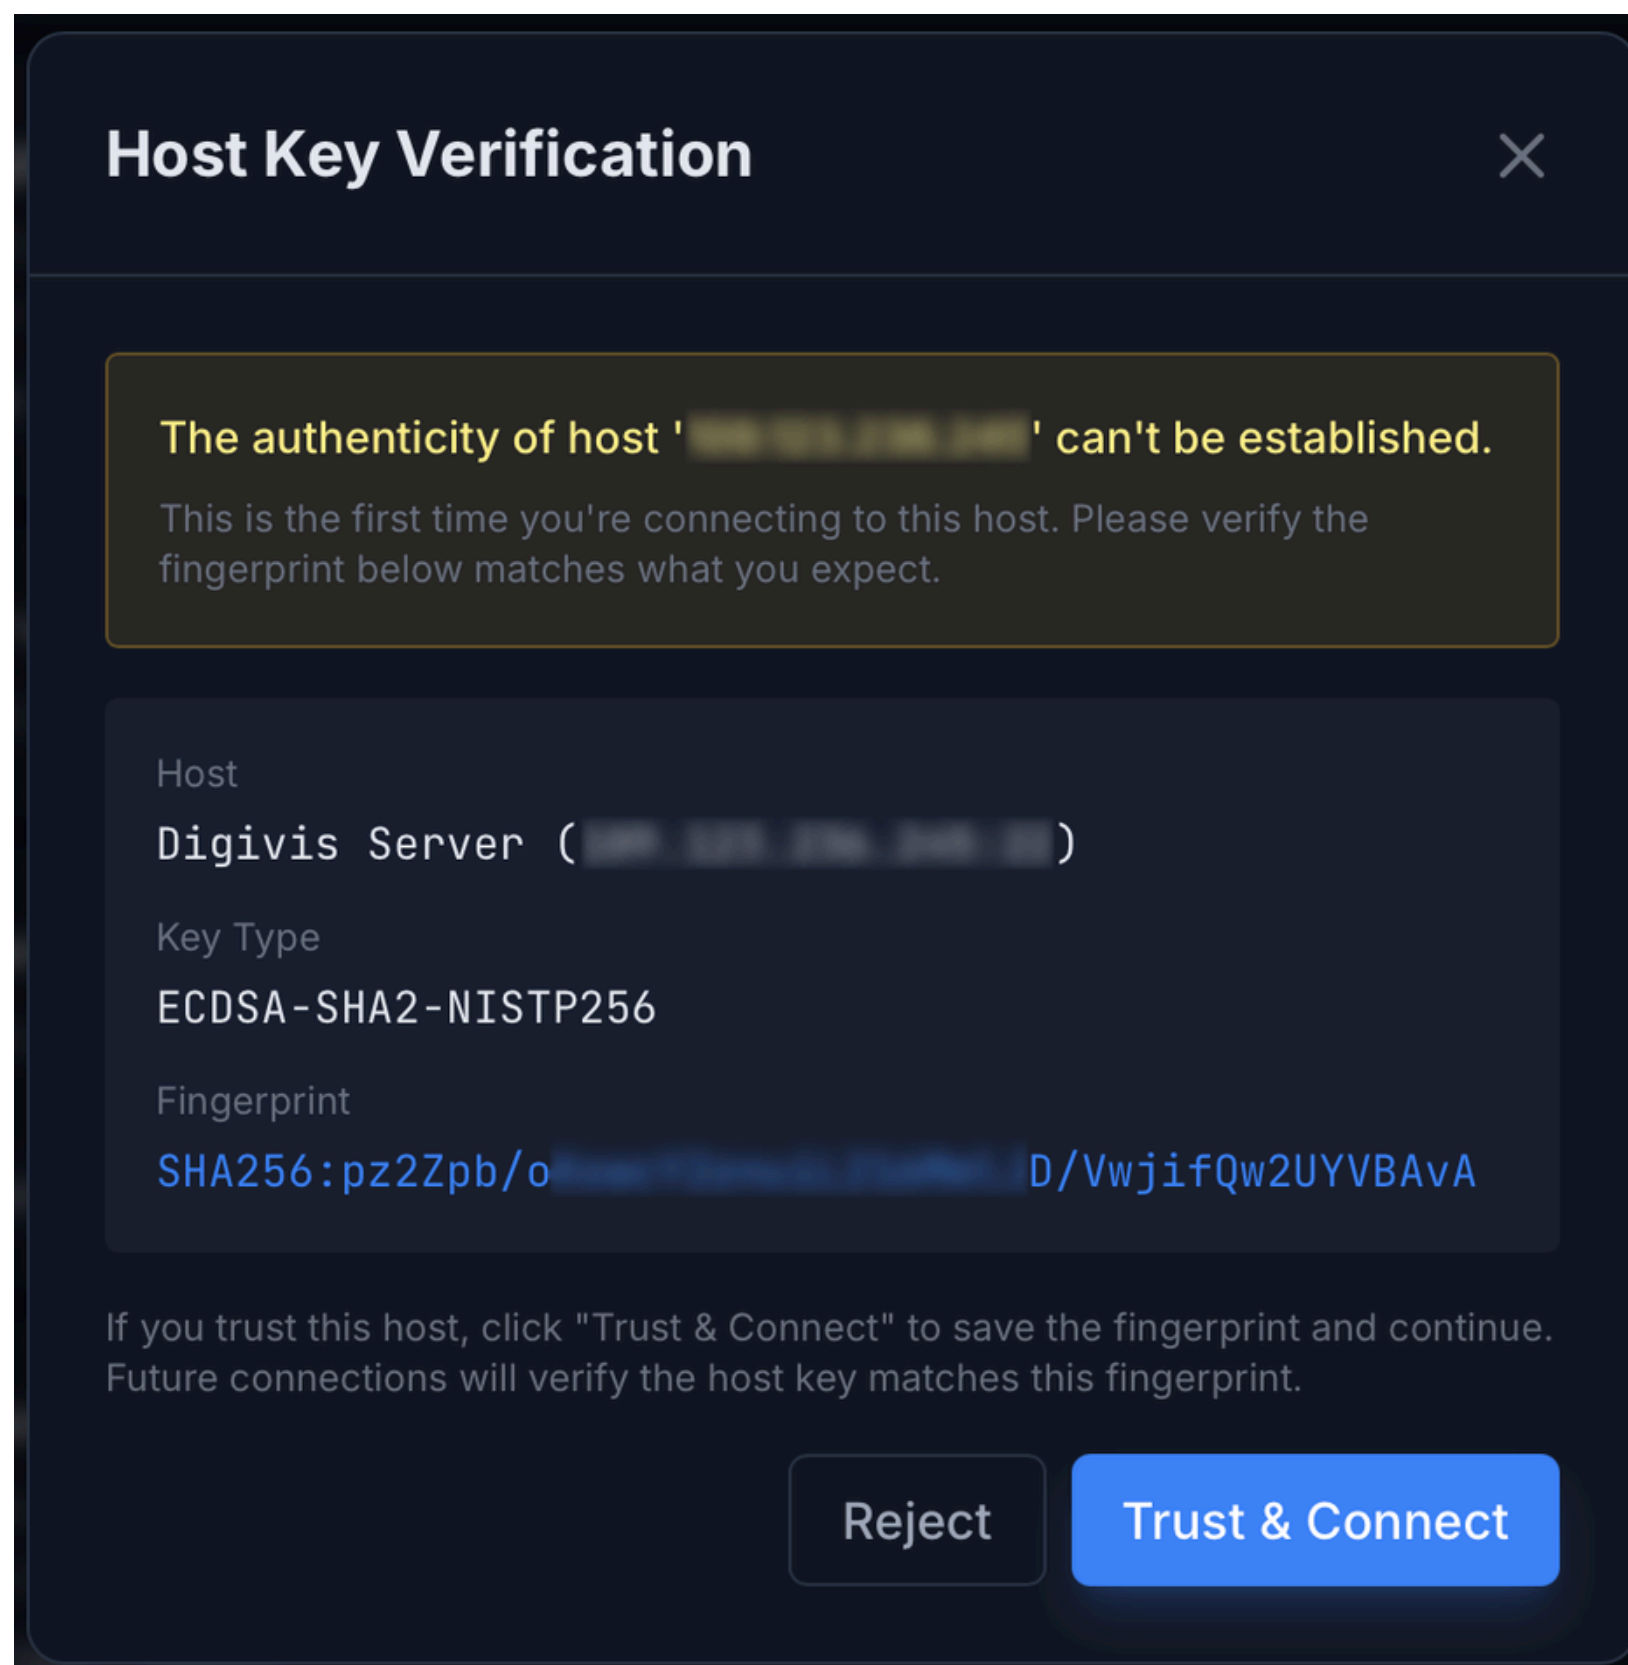 Host Key Verification
The authenticity of host '' can't be established.
This is the first time you're connecting to this host. Please verify the
fingerprint below matches what you expect.
Host
Digivis Server ()
Key Type
ECDSA-SHA2-NISTP256
Fingerprint
SHA256:pz2Zpb/o D/VwjifQw2UYVBAvA
If you trust this host, click "Trust & Connect" to save the fingerprint and continue.
Future connections will verify the host key matches this fingerprint.
Reject
Trust & Connect